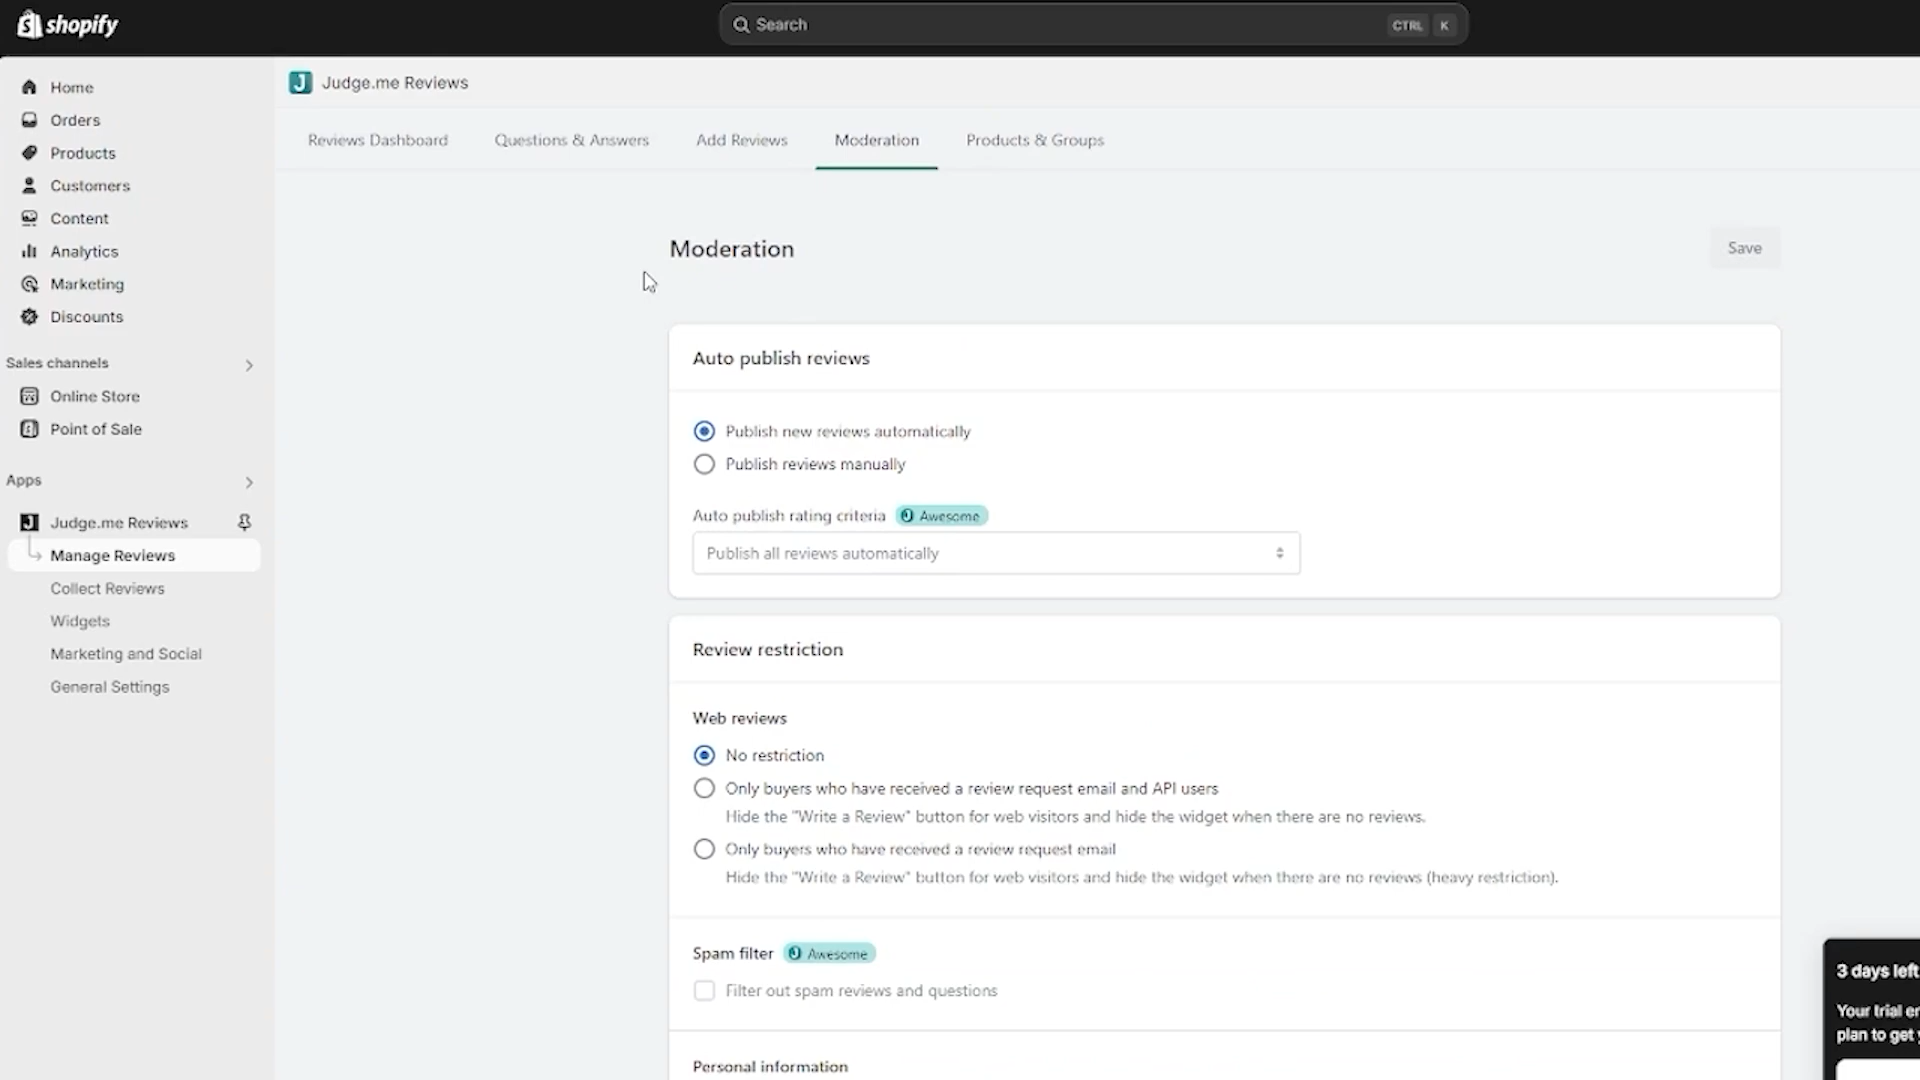 shopify
Search
CTRL K
Home
Orders
Products
Customers
Content
Analytics
Marketing
Discounts
Sales channels
Online Store
Point of Sale
Apps
Judge.me Reviews
Manage Reviews
Collect Reviews
Widgets
Marketing and Social
General Settings
Judge.me Reviews
Reviews Dashboard
Questions & Answers
Add Reviews
Moderation
Products & Groups
Moderation
Save
Auto publish reviews
Publish new reviews automatically
Publish reviews manually
Auto publish rating criteria Awesome
Publish all reviews automatically
Review restriction
Web reviews
No restriction
Only buyers who have received a review request email and API users
Hide the "Write a Review" button for web visitors and hide the widget when there are no reviews.
Only buyers who have received a review request email
Hide the "Write a Review" button for web visitors and hide the widget when there are no reviews (heavy restriction).
Spam filter Awesome
Filter out spam reviews and questions
Personal information
3 days left
Your trial
plan to get